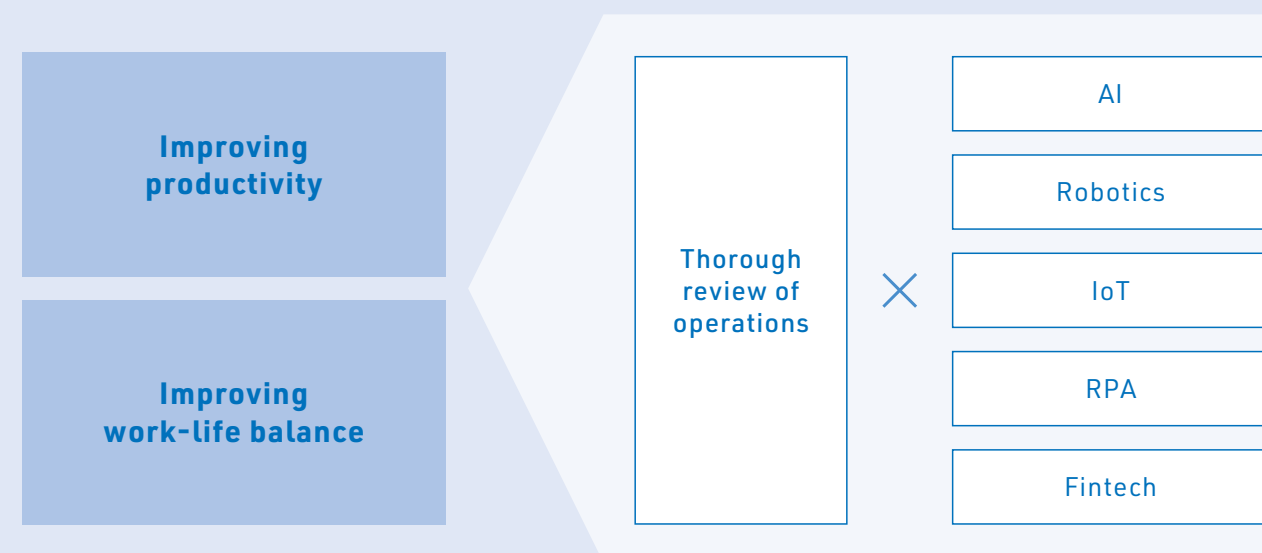 Improving
productivity
Improving
work-life balance
Thorough
review of
operations
×
AI
Robotics
IoT
RPA
Fintech